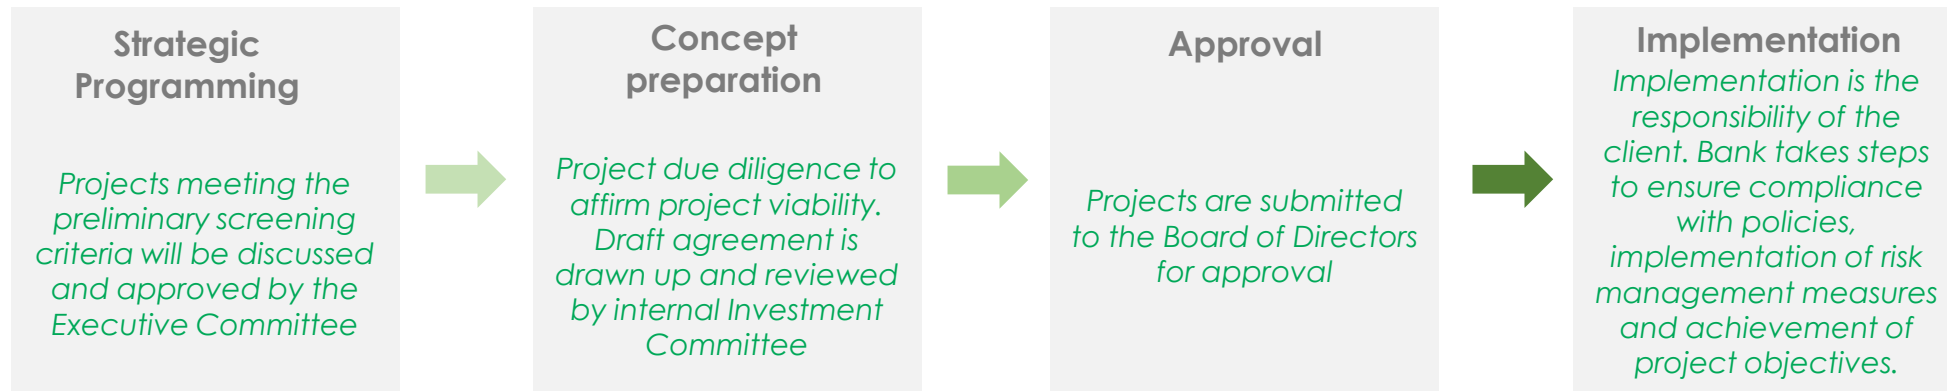 Strategic
Programming
Projects meeting the
preliminary screening
criteria will be discussed
and approved by the
Executive Committee
Concept
preparation
Project due diligence to
affirm project viability.
Draft agreement is
drawn up and reviewed
by internal Investment
Committee
Approval
Projects are submitted
to the Board of Directors
for approval
Implementation
Implementation is the
responsibility of the
client. Bank takes steps
to ensure compliance
with policies,
implementation of risk
management measures
and achievement of
project objectives.